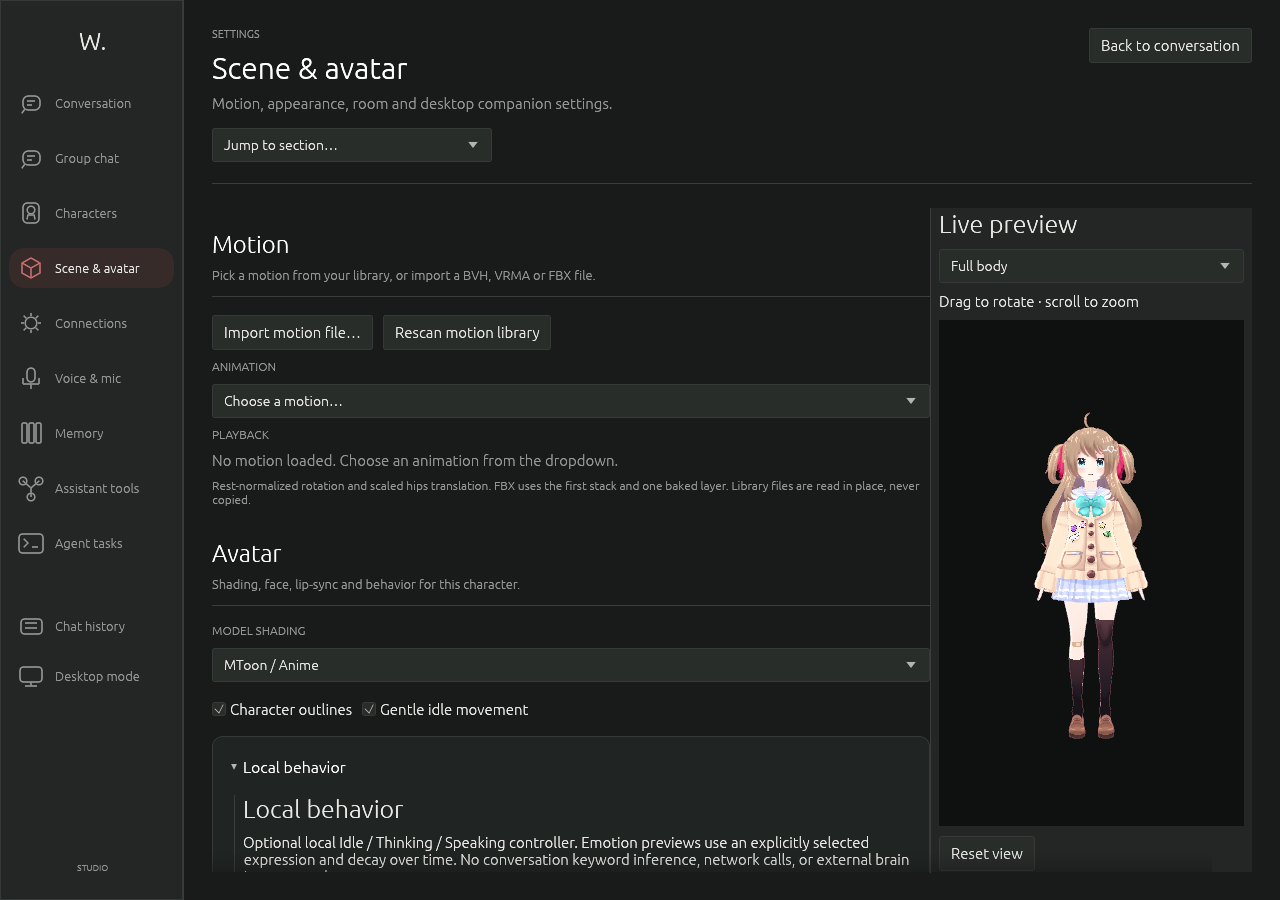 W.
Conversation
Group chat
Characters
Scene & avatar
Connections
Voice & mic
Memory
Assistant tools
Agent tasks
Chat history
Desktop mode
STUDIO
SETTINGS
Scene & avatar
Motion, appearance, room and desktop companion settings.
Jump to section…
Back to conversation
Motion
Pick a motion from your library, or import a BVH, VRMA or FBX file.
Import motion file…
Rescan motion library
ANIMATION
Choose a motion…
PLAYBACK
No motion loaded. Choose an animation from the dropdown.
Rest-normalized rotation and scaled hips translation. FBX uses the first stack and one baked layer. Library files are read in place, never
copied.
Avatar
Shading, face, lip-sync and behavior for this character.
MODEL SHADING
MToon / Anime
Character outlines
Gentle idle movement
Local behavior
Local behavior
Optional local Idle / Thinking / Speaking controller. Emotion previews use an explicitly selected
expression and decay over time. No conversation keyword inference, network calls, or external brain
Live preview
Full body
Drag to rotate · scroll to zoom
Reset view